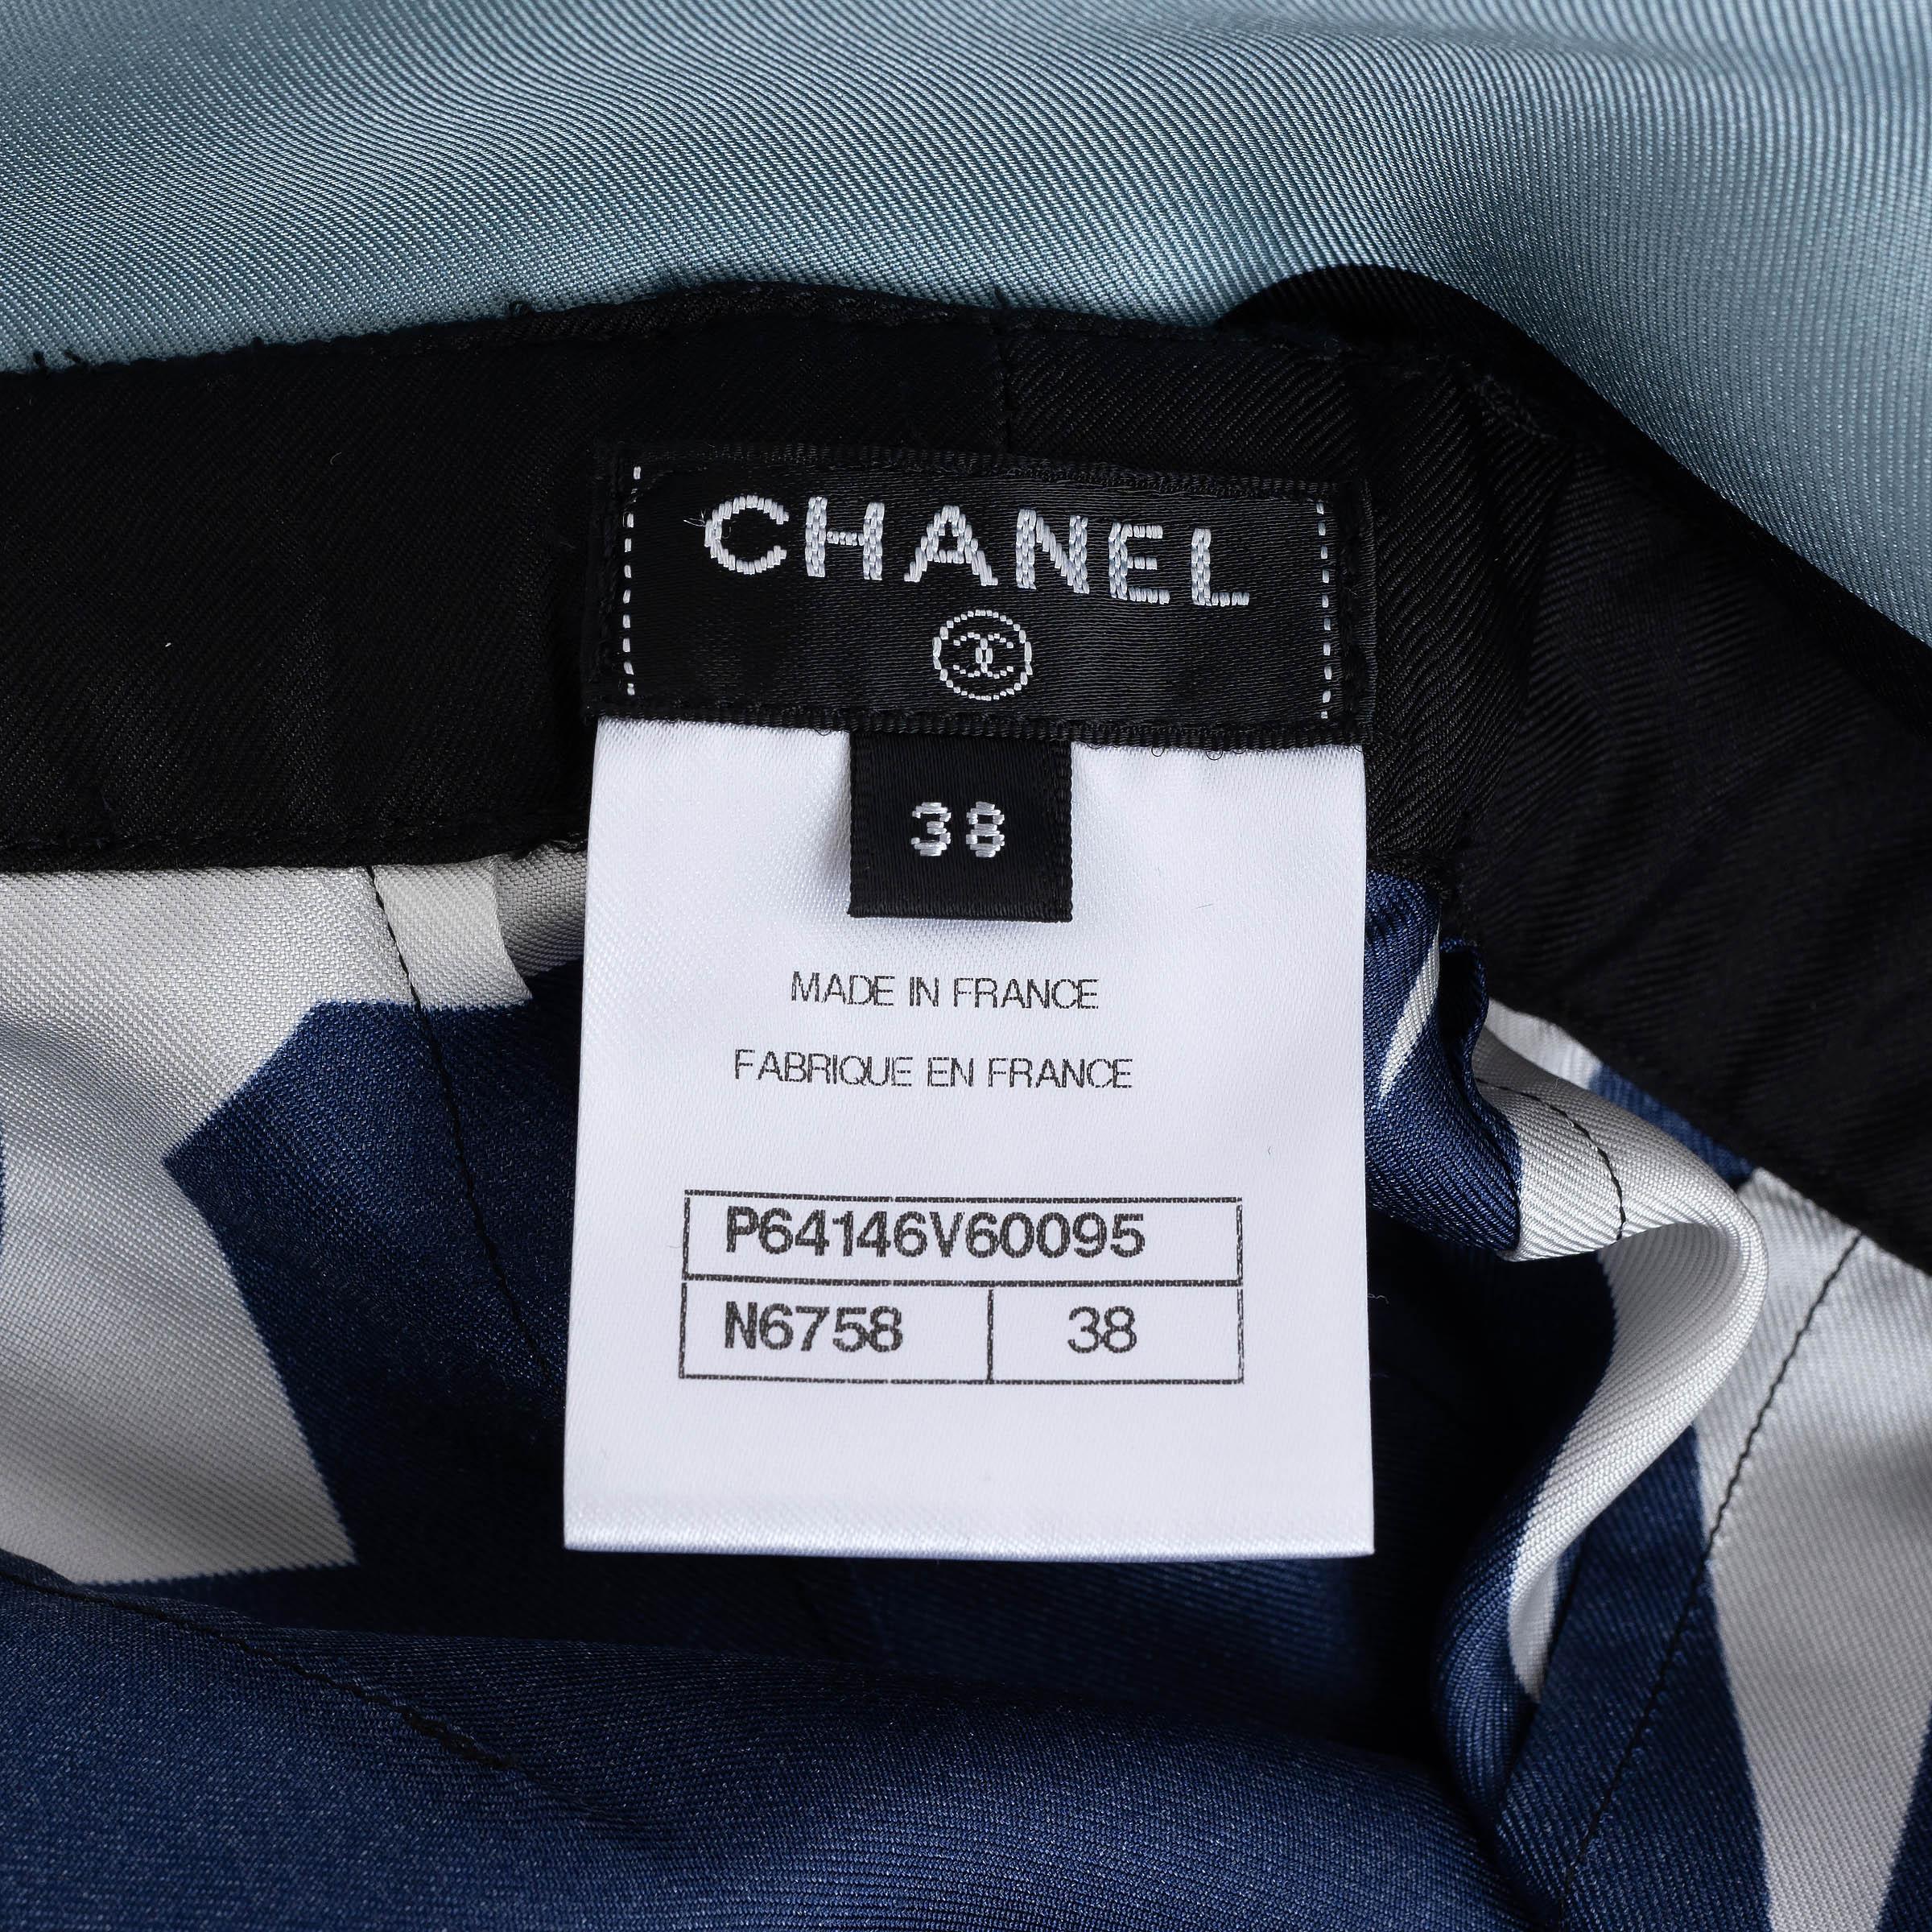 CHANEL
38
MADE IN FRANCE
FABRIQUE EN FRANCE
P64146V60095
N6758 38